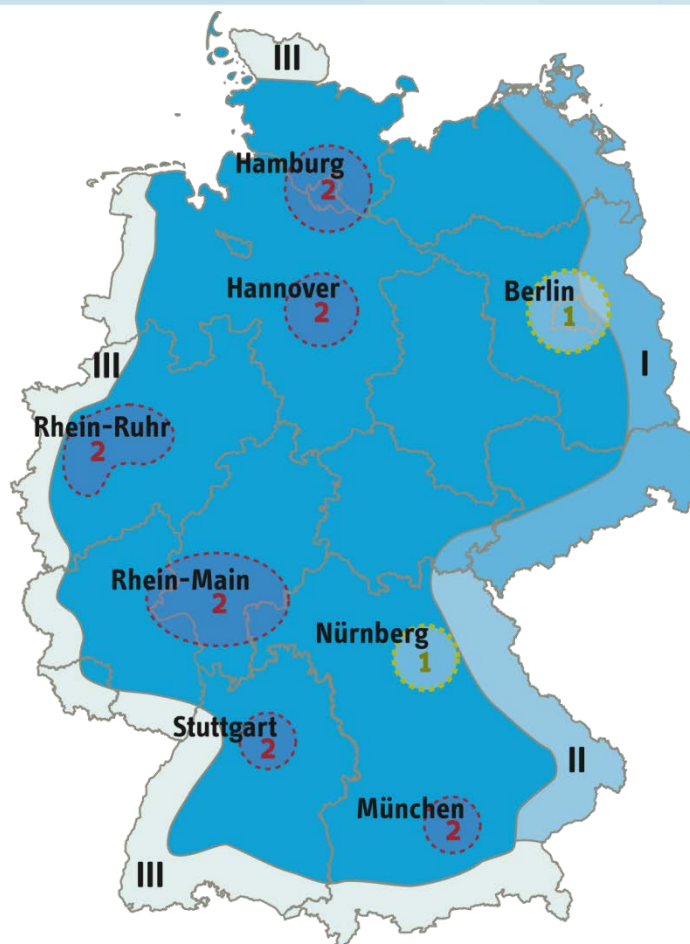 III
Hamburg
2
Hannover
2
Berlin
1
III
I
Rhein-Ruhr
2
Rhein-Main
2
Nürnberg
1
Stuttgart
2
II
München
2
III